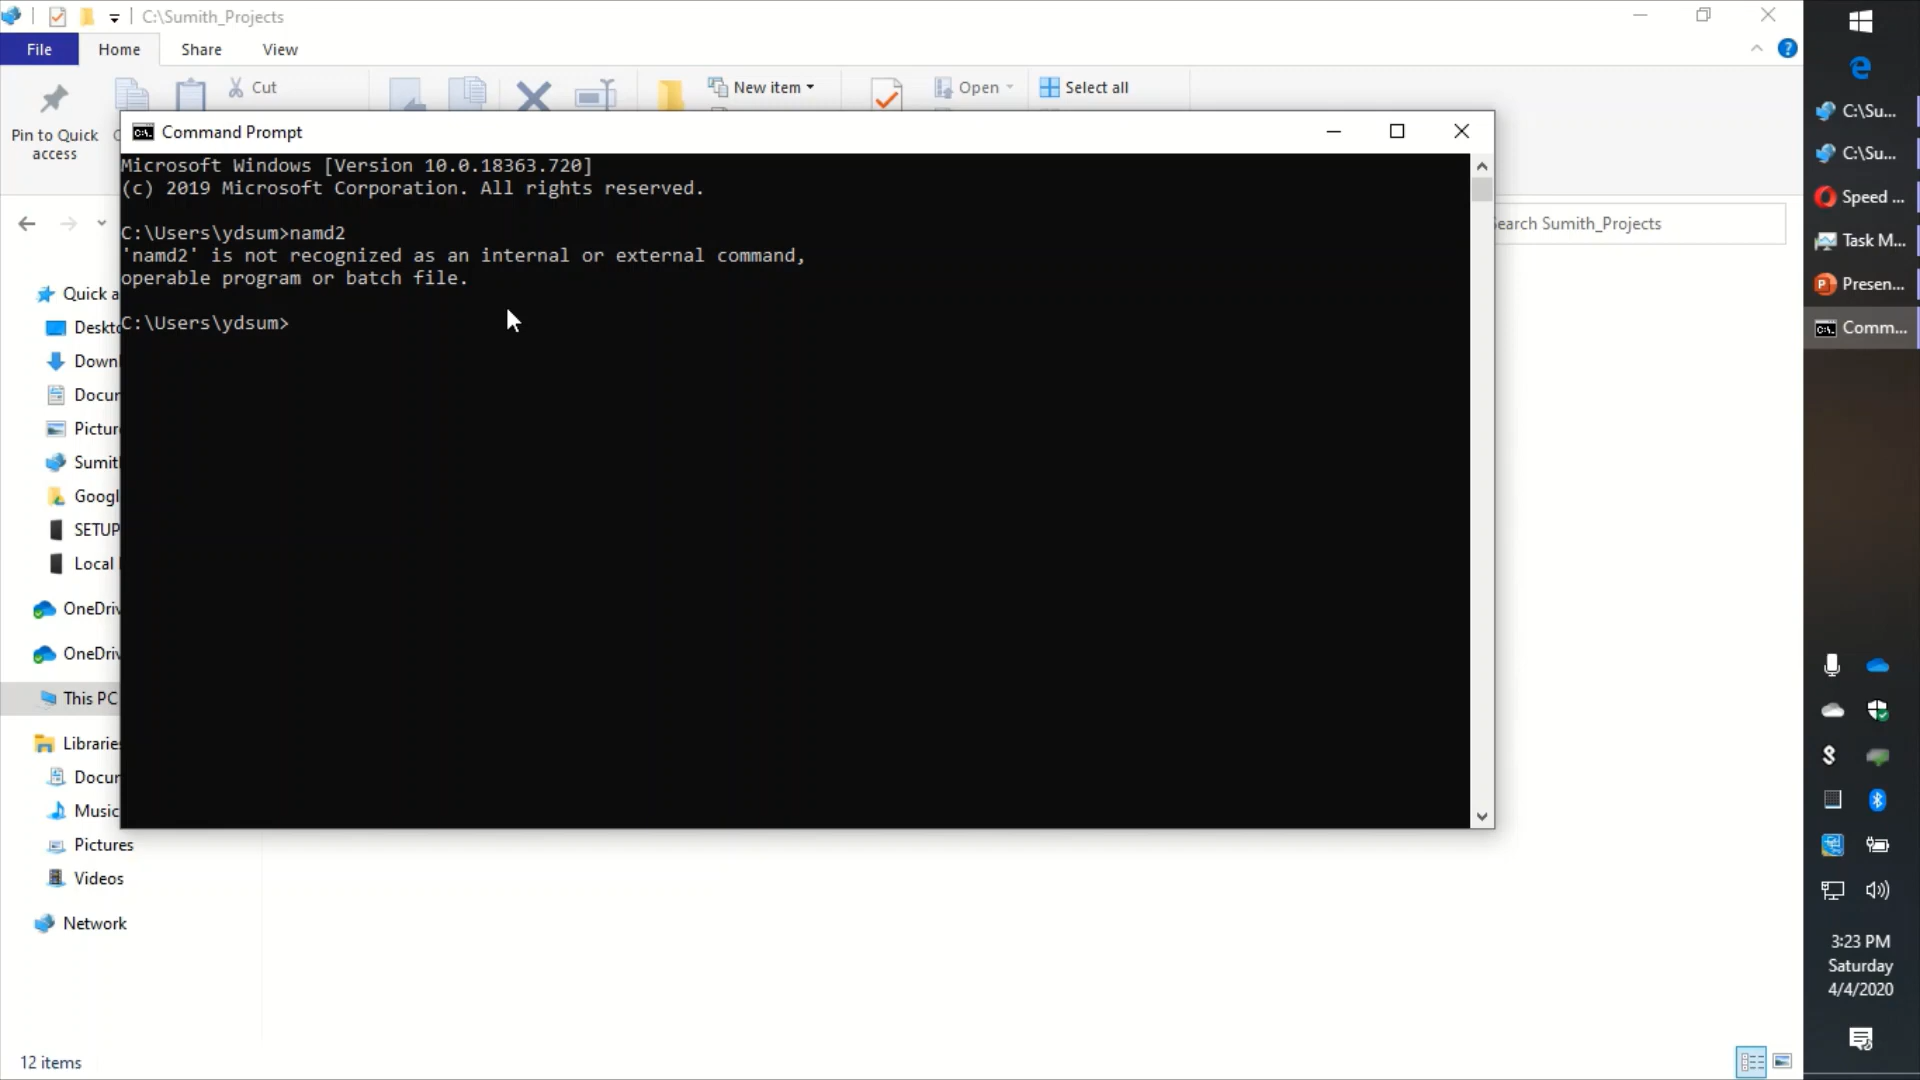 C:\Sumith_Projects
File Home Share View
Cut
New item
Open
Select all
Pin to Quick access
Command Prompt
Microsoft Windows [Version 10.0.18363.720]
(c) 2019 Microsoft Corporation. All rights reserved.
C:\Users\ydsum>namd2
'namd2' is not recognized as an internal or external command,
operable program or batch file.
C:\Users\ydsum>
earch Sumith_Projects
Quick a
Deskto
Downl
Docur
Pictur
Sumit
Googl
SETUP
Local
OneDriv
OneDriv
This PC
Librarie
Docur
Music
Pictures
Videos
Network
12 items
C:\Su...
C:\Su...
Speed ...
Task M...
Presen...
Comm...
3:23 PM
Saturday
4/4/2020